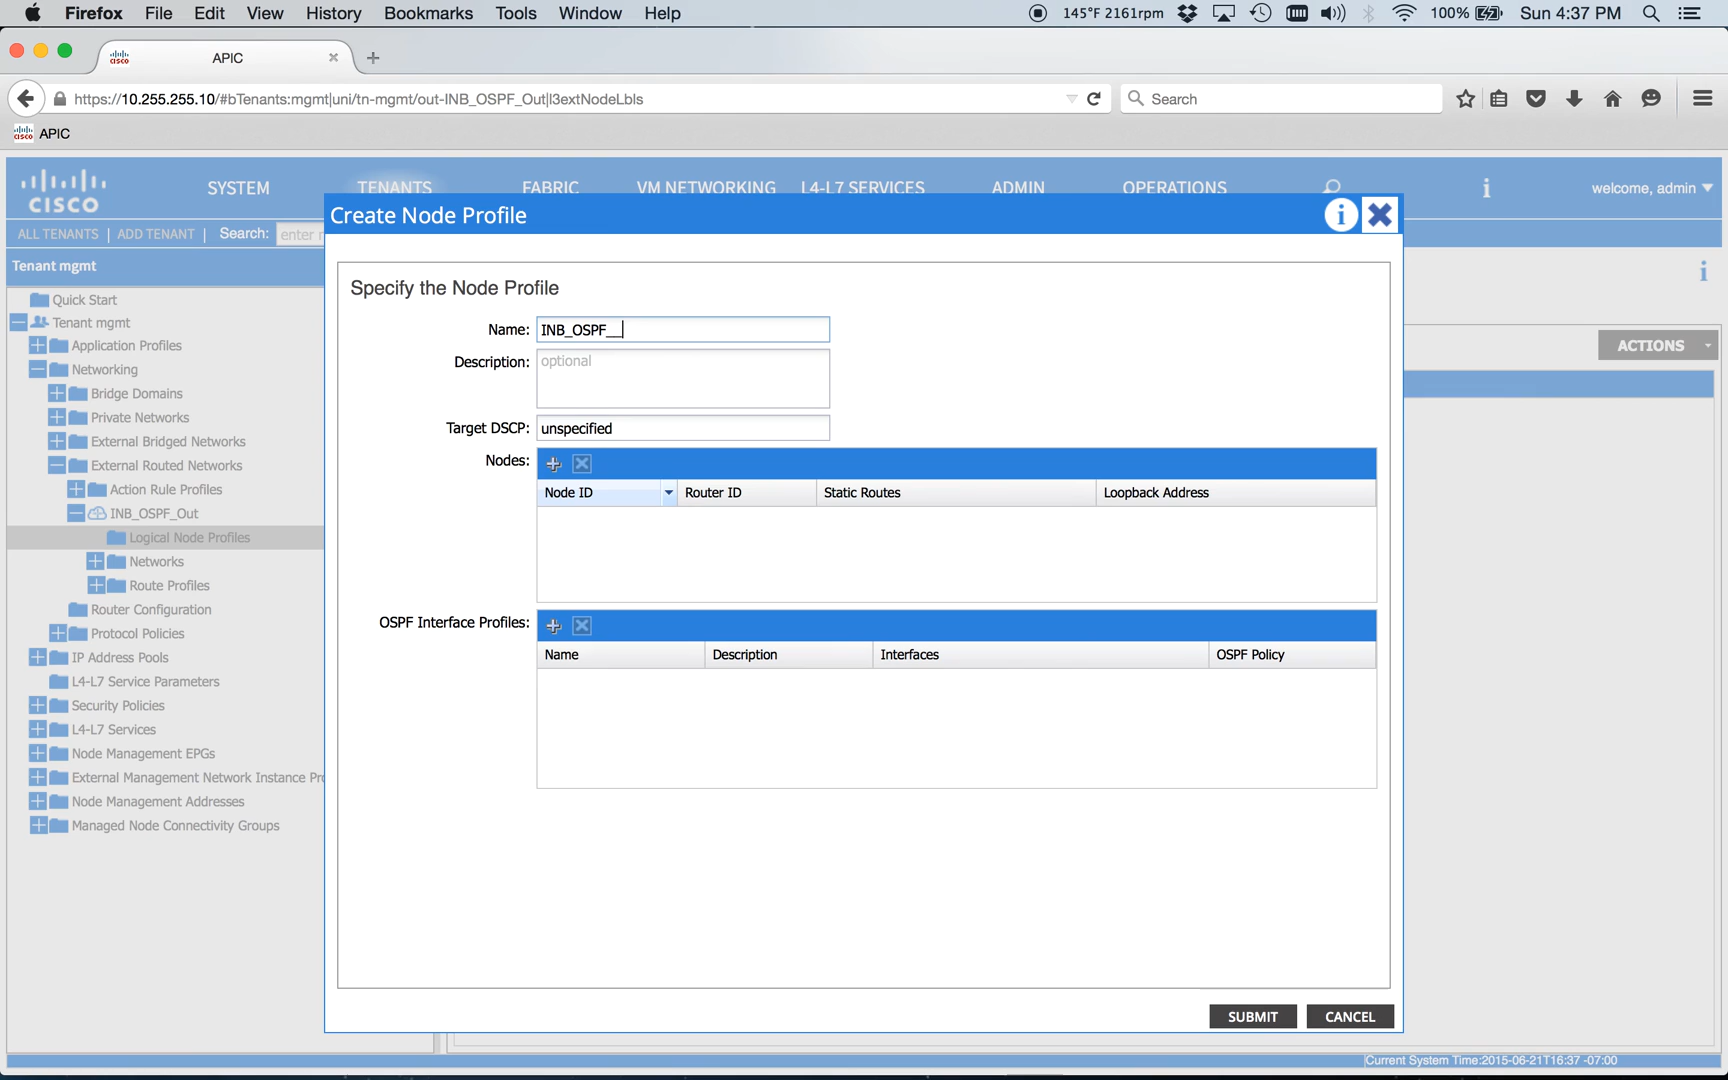 Firefox File Edit View History Bookmarks Tools Window Help 145°F 2161rpm 100% Sun 4:37 PM
cisco APIC
https://10.255.255.10/#bTenants:mgmt|uni/tn-mgmt/out-INB_OSPF_Out|l3extNodeLbls Search
cisco APIC
CISCO SYSTEM TENANTS FABRIC VM NETWORKING L4-L7 SERVICES ADMIN OPERATIONS i welcome, admin
Create Node Profile i
ALL TENANTS | ADD TENANT | Search: enter
Tenant mgmt i
Specify the Node Profile
Quick Start
Tenant mgmt
Name: INB_OSPF__
Application Profiles
ACTIONS
Description: optional
Networking
Bridge Domains
Private Networks
Target DSCP: unspecified
External Bridged Networks
Nodes:
External Routed Networks
Action Rule Profiles
Node ID Router ID Static Routes Loopback Address
INB_OSPF_Out
Logical Node Profiles
Networks
Route Profiles
Router Configuration
OSPF Interface Profiles:
Protocol Policies
Name Description Interfaces OSPF Policy
IP Address Pools
L4-L7 Service Parameters
Security Policies
L4-L7 Services
Node Management EPGs
External Management Network Instance Pr
Node Management Addresses
Managed Node Connectivity Groups
SUBMIT CANCEL
Current System Time:2015-06-21T16:37 -07:00